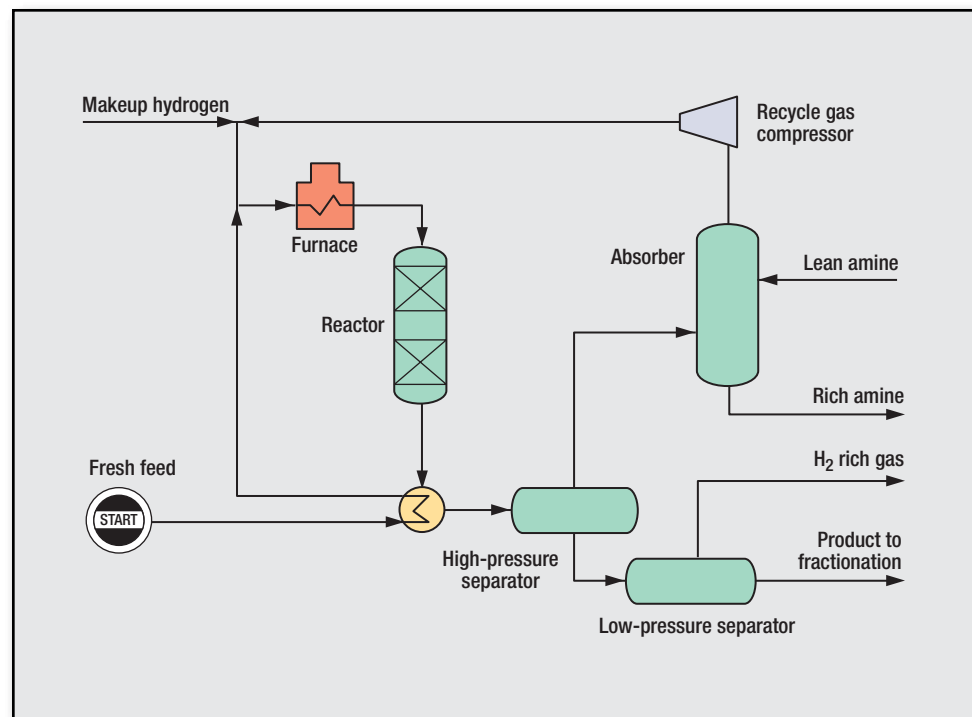 Makeup hydrogen
Recycle gas
compressor
Furnace
Absorber
Lean amine
Reactor
Rich amine
Fresh feed
START
H₂ rich gas
High-pressure
separator
Product to
fractionation
Low-pressure separator